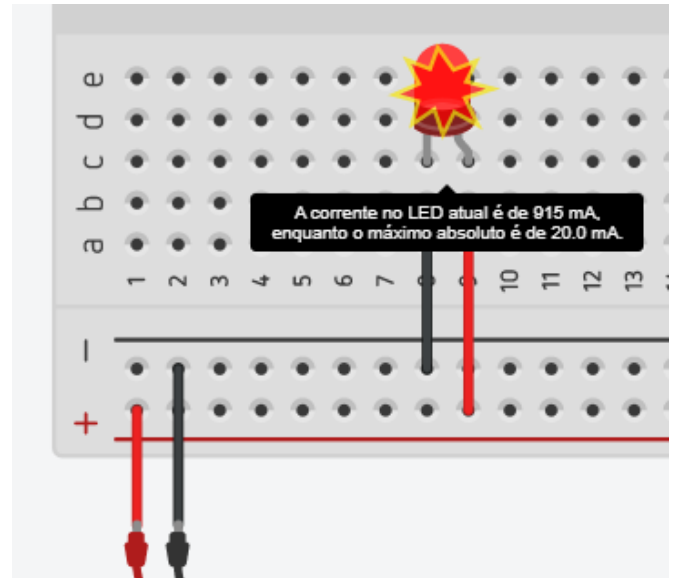 e
d
c
b
a
A corrente no LED atual é de 915 mA,
enquanto o máximo absoluto é de 20.0 mA.
1 2 3 4 5 6 7 9 10 11 12 13
−
+